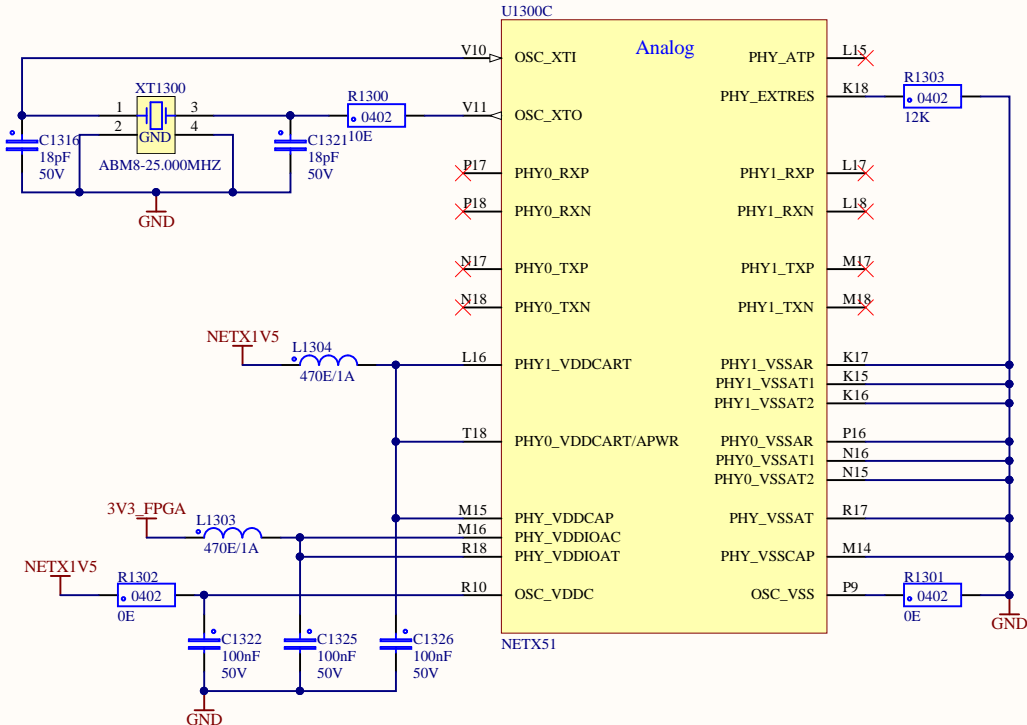 U1300C
Analog
V10
OSC_XTI
PHY_ATP
L15
XT1300
1
3
2
4
GND
ABM8-25.000MHZ
R1300
0402
10E
V11
OSC_XTO
PHY_EXTRES
K18
R1303
0402
12K
C1316
18pF
50V
C1321
18pF
50V
GND
P17
PHY0_RXP
PHY1_RXP
L17
P18
PHY0_RXN
PHY1_RXN
L18
N17
PHY0_TXP
PHY1_TXP
M17
N18
PHY0_TXN
PHY1_TXN
M18
NETX1V5
L1304
470E/1A
L16
PHY1_VDDCART
PHY1_VSSAR
K17
PHY1_VSSAT1
K15
PHY1_VSSAT2
K16
T18
PHY0_VDDCART/APWR
PHY0_VSSAR
P16
PHY0_VSSAT1
N16
PHY0_VSSAT2
N15
3V3_FPGA
L1303
470E/1A
M15
PHY_VDDCAP
PHY_VSSAT
R17
M16
PHY_VDDIOAC
R18
PHY_VDDIOAT
PHY_VSSCAP
M14
NETX1V5
R1302
0402
0E
R10
OSC_VDDC
OSC_VSS
P9
R1301
0402
0E
GND
C1322
100nF
50V
C1325
100nF
50V
C1326
100nF
50V
NETX51
GND